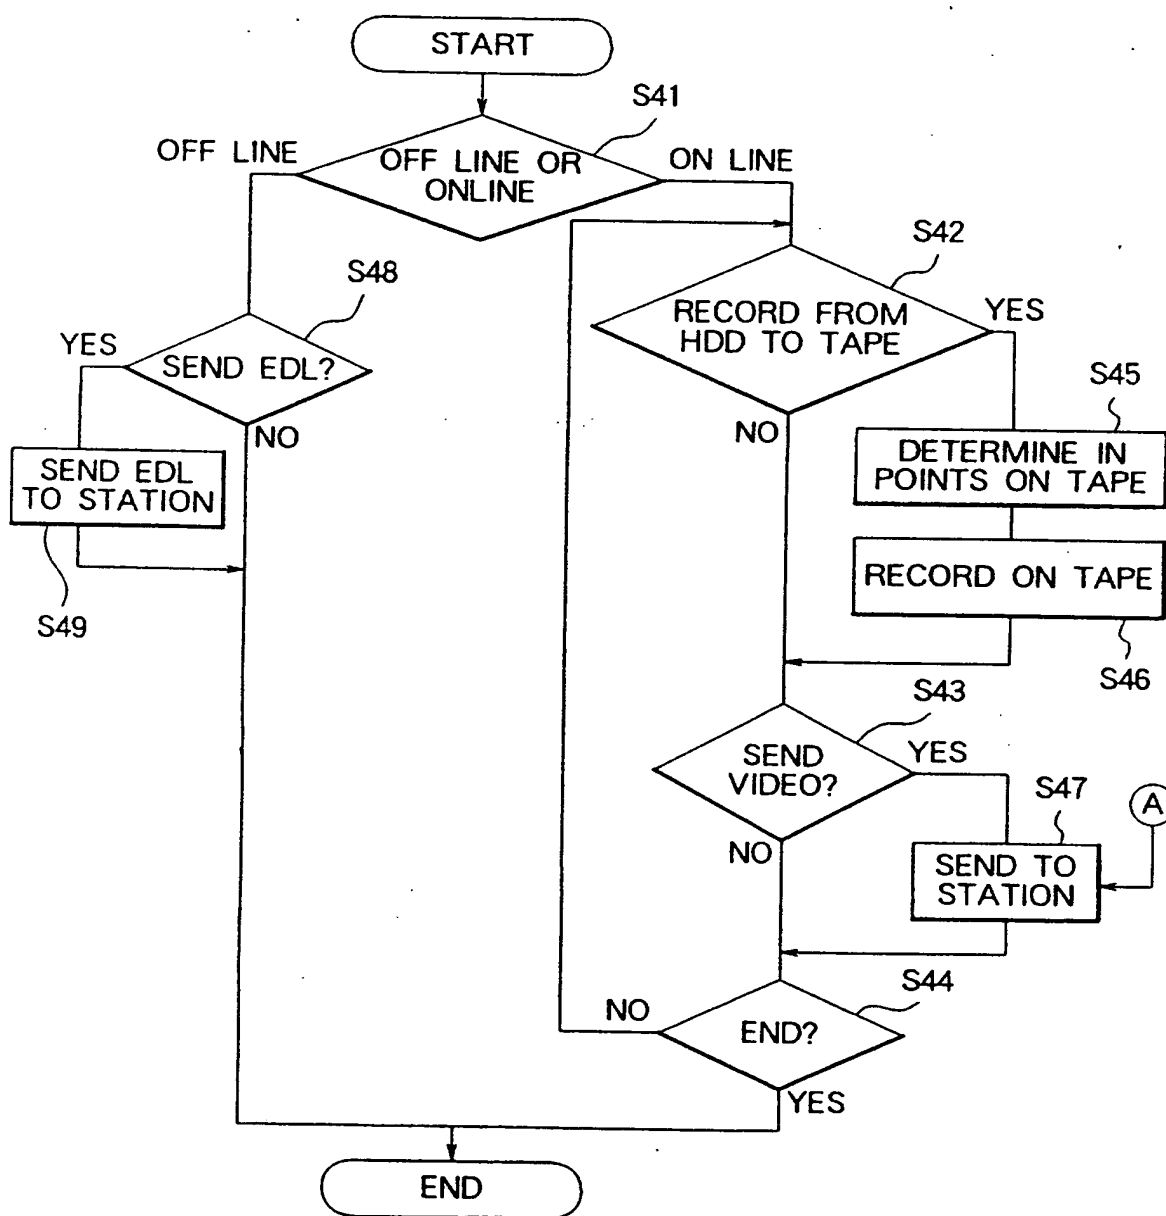 START
S41
OFF LINE
OFF LINE OR
ONLINE
ON LINE
S42
S48
RECORD FROM
HDD TO TAPE
YES
YES
SEND EDL?
S45
NO
NO
DETERMINE IN
POINTS ON TAPE
SEND EDL
TO STATION
RECORD ON TAPE
S49
S46
S43
SEND
VIDEO?
YES
S47
A
NO
SEND TO
STATION
S44
NO
END?
YES
END